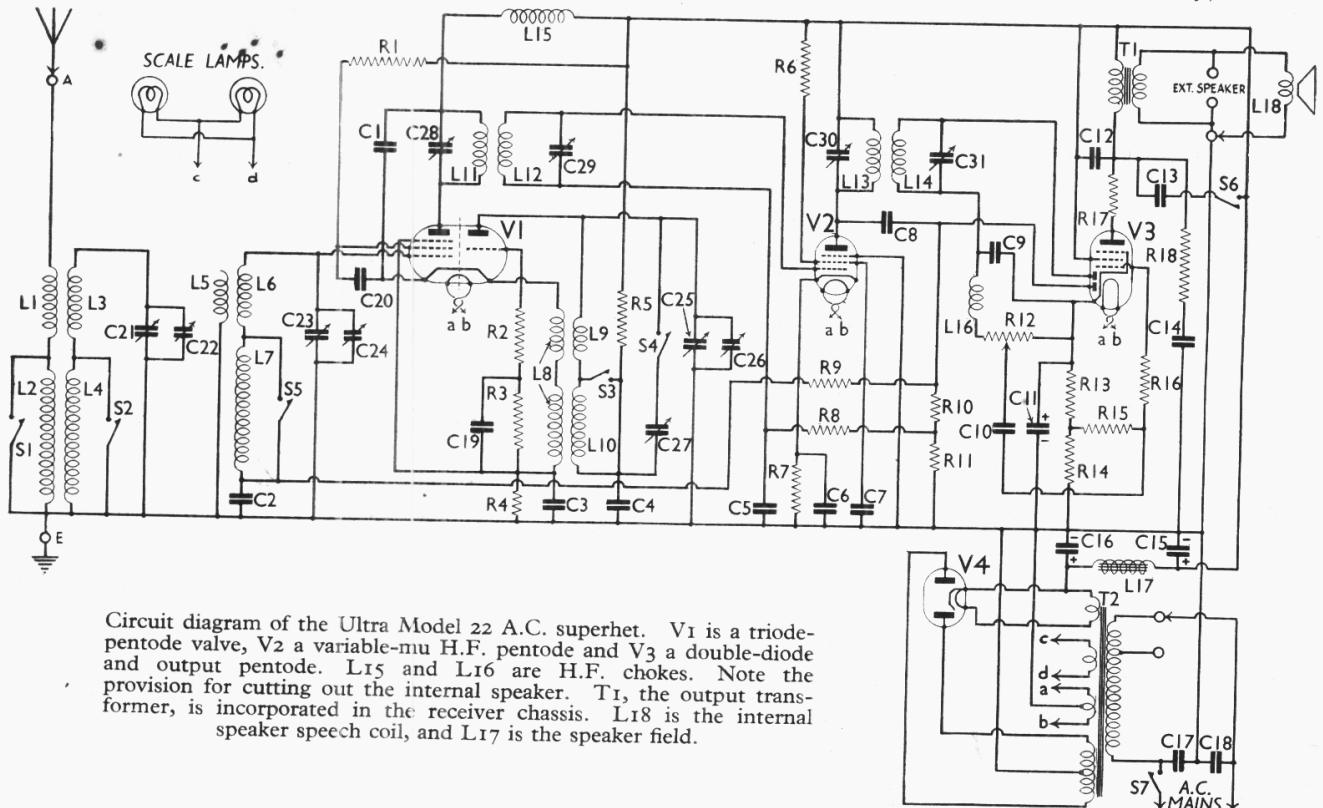 L15
R1
T1
SCALE LAMPS.
A
R6
EXT. SPEAKER
L18
C1
C28
L11
L12
C29
C30
L13
L14
C31
C12
C13
S6
c
d
V1
V2
C8
C9
R17
V3
R18
L1
L3
C21
C22
L5
L6
C20
C23
C24
a b
R2
L9
R5
S4
C25
C26
a b
L16
R12
a b
C14
L2
L4
S1
S2
L7
S5
R3
L8
S3
R9
R8
R10
C11
R13
R16
R15
C19
L10
C27
C10
R11
R14
C2
R4
C3
C4
C5
R7
C6
C7
E
C16
C15
V4
L17
T2
Circuit diagram of the Ultra Model 22 A.C. superhet. V1 is a triode-
pentode valve, V2 a variable-mu H.F. pentode and V3 a double-diode
and output pentode. L15 and L16 are H.F. chokes. Note the
provision for cutting out the internal speaker. T1, the output trans-
former, is incorporated in the receiver chassis. L18 is the internal
speaker speech coil, and L17 is the speaker field.
c
d
a
b
C17
C18
S7
A.C.
MAINS
+
−
−
+
−
+